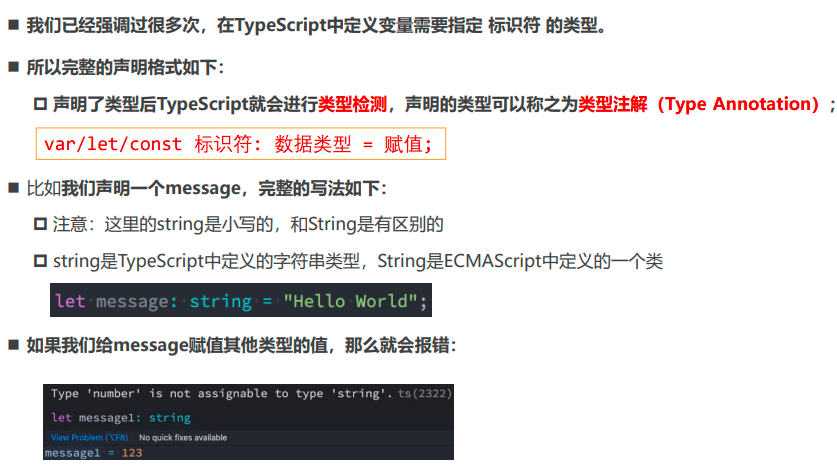 我们已经强调过很多次，在TypeScript中定义变量需要指定 标识符 的类型。
所以完整的声明格式如下：
声明了类型后TypeScript就会进行类型检测，声明的类型可以称之为类型注解（Type Annotation）；
var/let/const 标识符: 数据类型 = 赋值;
比如我们声明一个message，完整的写法如下：
注意：这里的string是小写的，和String是有区别的
string是TypeScript中定义的字符串类型，String是ECMAScript中定义的一个类
let message: string = "Hello World";
如果我们给message赋值其他类型的值，那么就会报错：
Type 'number' is not assignable to type 'string'. ts(2322)
let message1: string
View Problem (⌥F8) No quick fixes available
message1 = 123